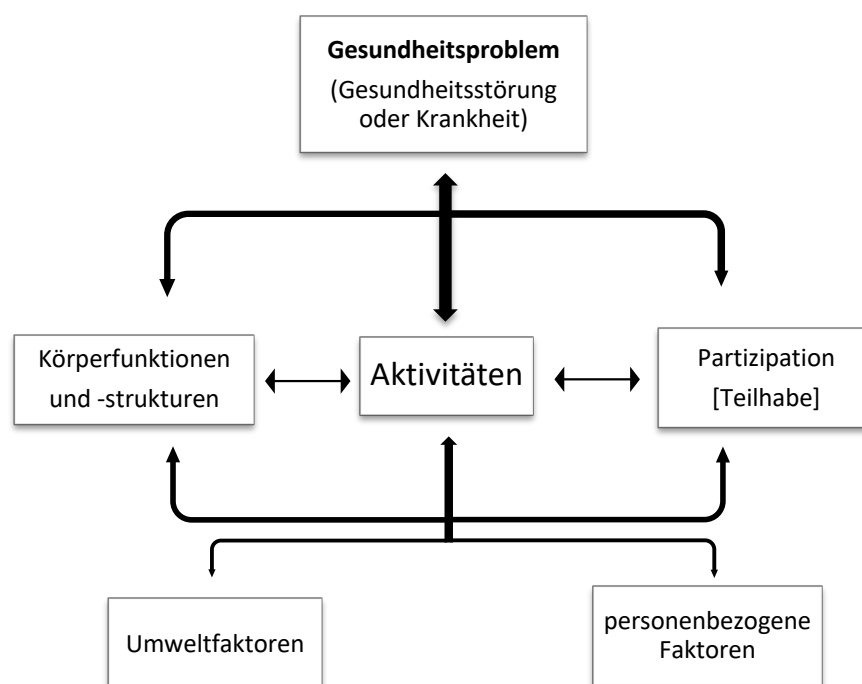 Gesundheitsproblem
(Gesundheitsstörung
oder Krankheit)
Körperfunktionen
und -strukturen
Aktivitäten
Partizipation
[Teilhabe]
Umweltfaktoren
personenbezogene
Faktoren